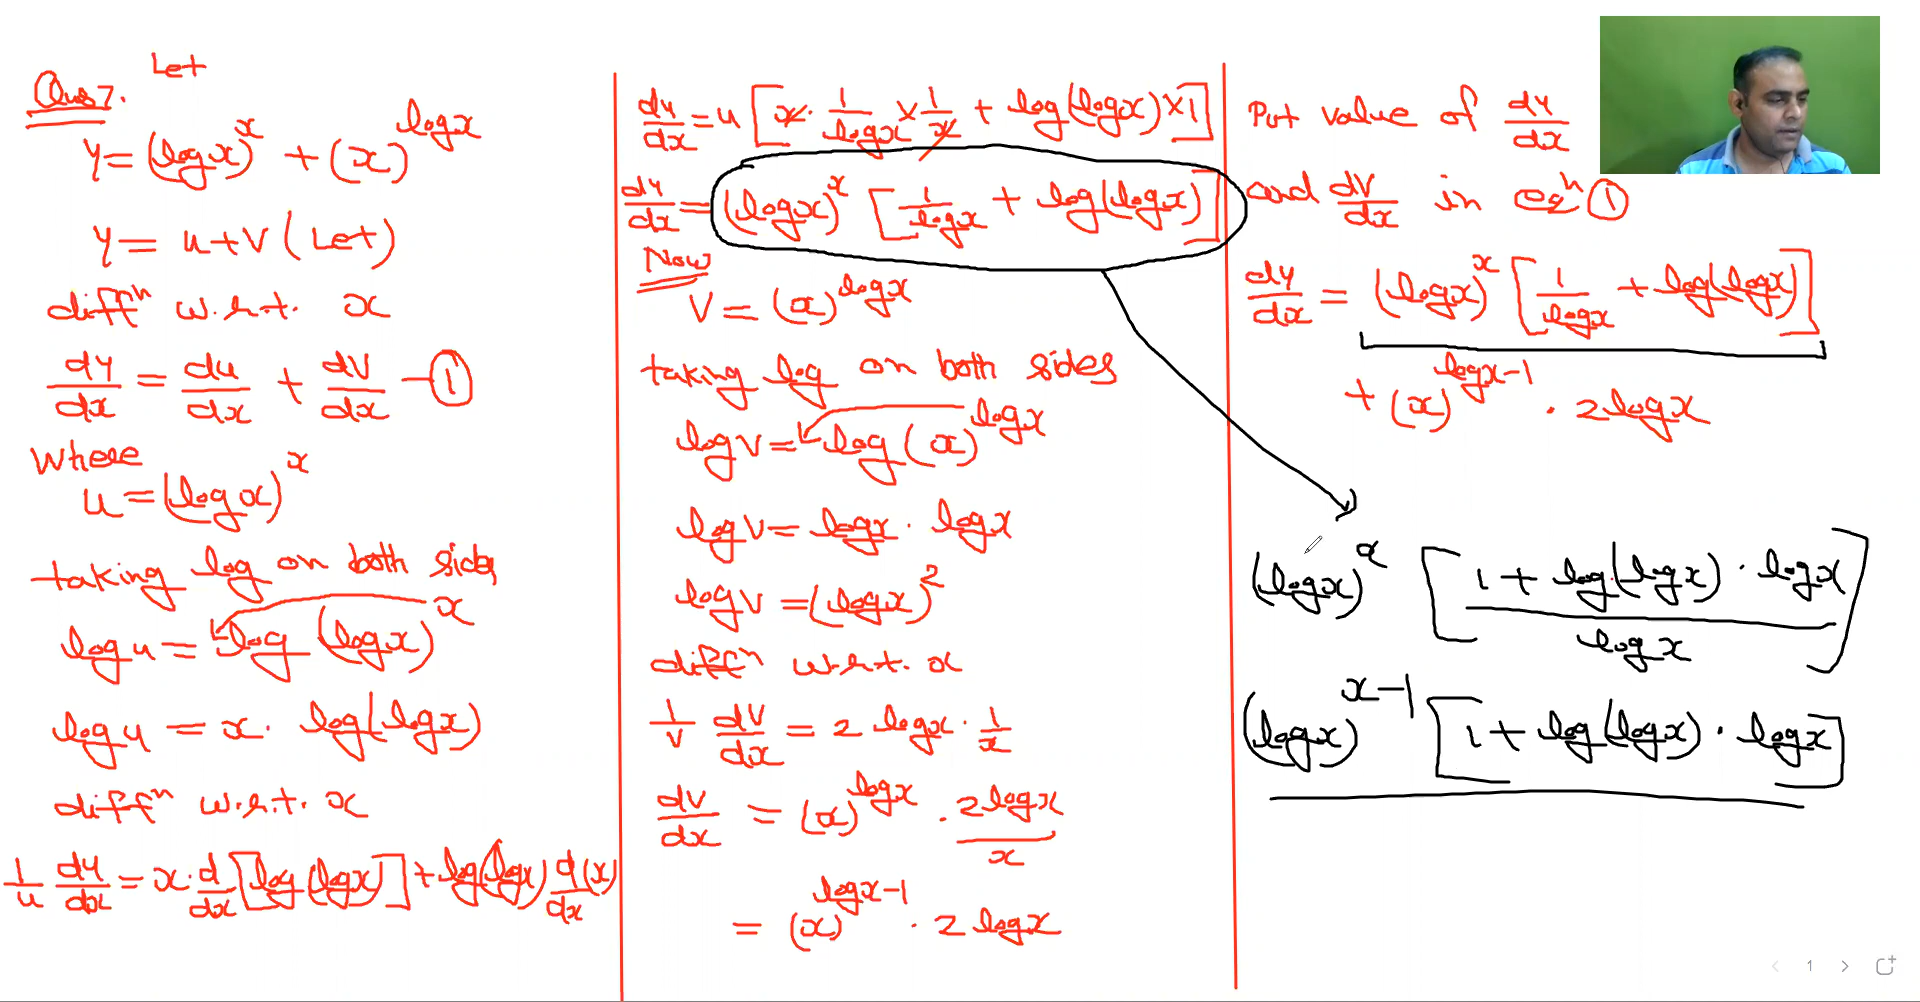 Let
Ques 7.
y = (log x)^x + (x)^{log x}
y = u+v (Let)
diffⁿ w.r.t. x
dy/dx = du/dx + dv/dx — ①
Where
u = (log x)^x
taking log on both sides
log u = log (log x)^x
log u = x · log(log x)
diffⁿ w.r.t. x
1/u du/dx = x · d/dx [log(log x)] + log(log x) d/dx (x)
du/dx = u [x · 1/log x × 1/x + log(log x) × 1]
du/dx = (log x)^x [1/log x + log(log x)]
Now
V = (x)^{log x}
taking log on both sides
log V = log (x)^{log x}
log V = log x · log x
log V = (log x)^2
diffⁿ w.r.t. x
1/v dV/dx = 2 log x · 1/x
dV/dx = (x)^{log x} · 2 log x/x
= (x)^{log x-1} · 2 log x
Put value of du/dx
and dV/dx in eqⁿ ①
dy/dx = (log x)^x [1/log x + log(log x)]
+ (x)^{log x-1} · 2 log x
(log x)^x [1 + log(log x) · log x / log x]
(log x)^{x-1} [1 + log(log x) · log x]
1